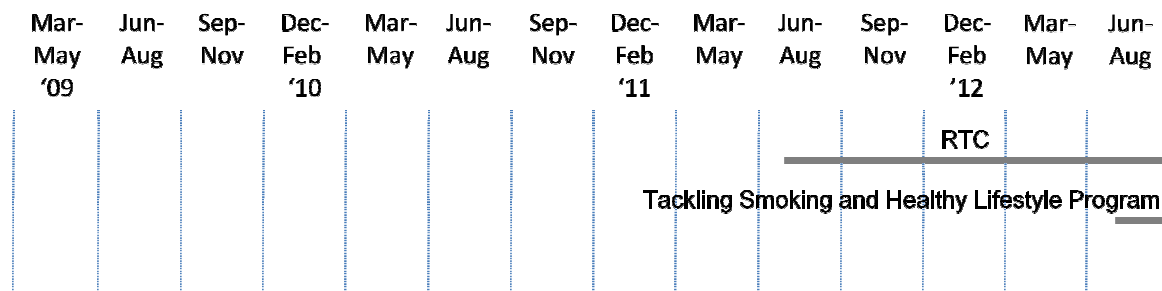 Mar- Jun- Sep- Dec- Mar- Jun- Sep- Dec- Mar- Jun- Sep- Dec- Mar- Jun-
May Aug Nov Feb May Aug Nov Feb May Aug Nov Feb May Aug
‘09 ‘10 ‘11 ’12
RTC
Tackling Smoking and Healthy Lifestyle Program